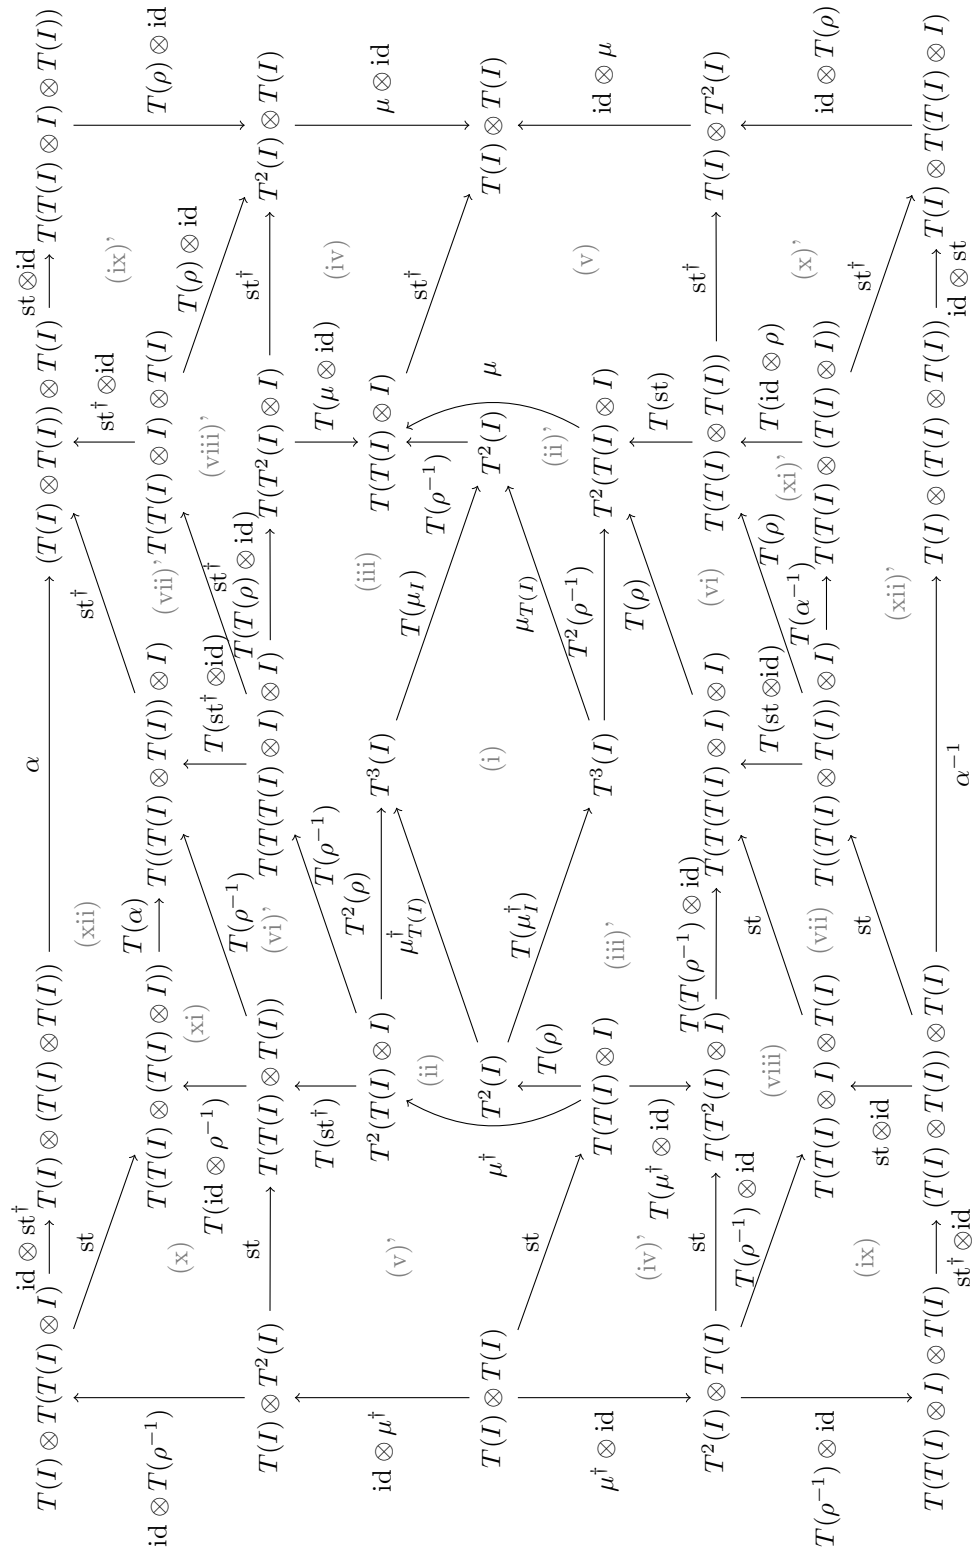 id ⊗ st† α st ⊗id
T(I) ⊗ T(T(I) ⊗ I) T(I) ⊗ (T(I) ⊗ T(I)) (T(I) ⊗ T(I)) ⊗ T(I) T(T(I) ⊗ I) ⊗ T(I))
st (xii) st† st† ⊗id (ix)'
id ⊗ T(ρ⁻¹) T(α) T(ρ) ⊗ id
T(T(I) ⊗ (T(I) ⊗ I)) T((T(I) ⊗ T(I)) ⊗ I) (vii)' T(T(I) ⊗ I) ⊗ T(I)
(x) (xi) T(ρ) ⊗ id
T(id ⊗ ρ⁻¹) T(ρ⁻¹) T(st† ⊗id) st† (viii)'
st (vi)' T(T(ρ) ⊗ id) st†
T(I) ⊗ T²(I) T(T(I) ⊗ T(I)) T(T(T(I) ⊗ I) ⊗ I) T(T²(I) ⊗ I) T²(I) ⊗ T(I)
T(st†) T(ρ⁻¹) T(μ ⊗ id) (iv)
T²(ρ)
id ⊗ μ† (v)' T²(T(I) ⊗ I) T³(I) (iii) T(T(I) ⊗ I) μ ⊗ id
μ†T(I) T(μI) st†
(ii) T(ρ⁻¹)
T(I) ⊗ T(I) μ† T²(I) (i) T²(I) μ T(I) ⊗ T(I)
st T(μ†I) μT(I)
T(ρ) (ii)'
T²(ρ⁻¹) (v)
μ† ⊗ id T(T(I) ⊗ I) (iii)' T³(I) T²(T(I) ⊗ I) id ⊗ μ
(iv)' T(μ† ⊗ id) T(ρ) T(st)
st T(T(ρ⁻¹) ⊗ id) (vi) st†
T²(I) ⊗ T(I) T(T²(I) ⊗ I) T(T(T(I) ⊗ I) ⊗ I) T(T(I) ⊗ T(I)) T(I) ⊗ T²(I)
T(ρ⁻¹) ⊗ id st T(st ⊗id) T(ρ) T(id ⊗ ρ)
(viii) (xi)' (x)'
T(α⁻¹)
T(ρ⁻¹) ⊗ id T(T(I) ⊗ I) ⊗ T(I) (vii) T((T(I) ⊗ T(I)) ⊗ I) T(T(I) ⊗ (T(I) ⊗ I)) id ⊗ T(ρ)
(ix) st ⊗id st (xii)' st†
T(T(I) ⊗ I) ⊗ T(I) (T(I) ⊗ T(I)) ⊗ T(I) T(I) ⊗ (T(I) ⊗ T(I)) T(I) ⊗ T(T(I) ⊗ I)
st† ⊗id α⁻¹ id ⊗ st